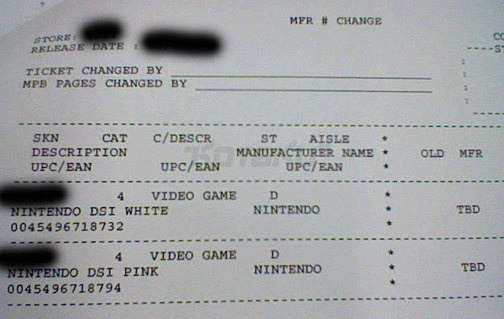 MFR # CHANGE
STORE:
RELEASE DATE :
CO
----ST
TICKET CHANGED BY
MPB PAGES CHANGED BY
SKN CAT C/DESCR ST AISLE *
DESCRIPTION MANUFACTURER NAME * OLD MFR
UPC/EAN UPC/EAN UPC/EAN *
4 VIDEO GAME D *
NINTENDO DSI WHITE NINTENDO * TBD
0045496718732 *
4 VIDEO GAME D *
NINTENDO DSI PINK NINTENDO * TBD
0045496718794 *